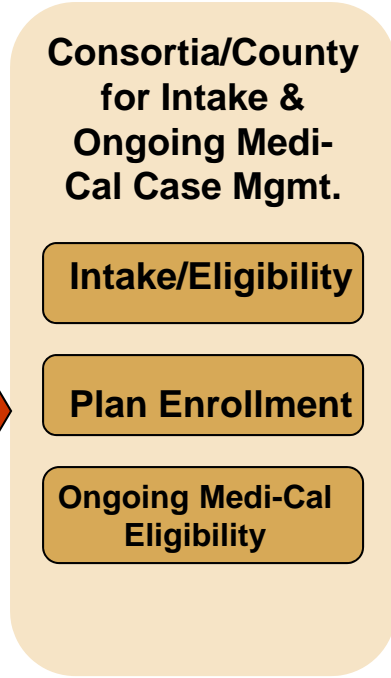 Consortia/County
for Intake &
Ongoing Medi-
Cal Case Mgmt.
Intake/Eligibility
Plan Enrollment
Ongoing Medi-Cal
Eligibility